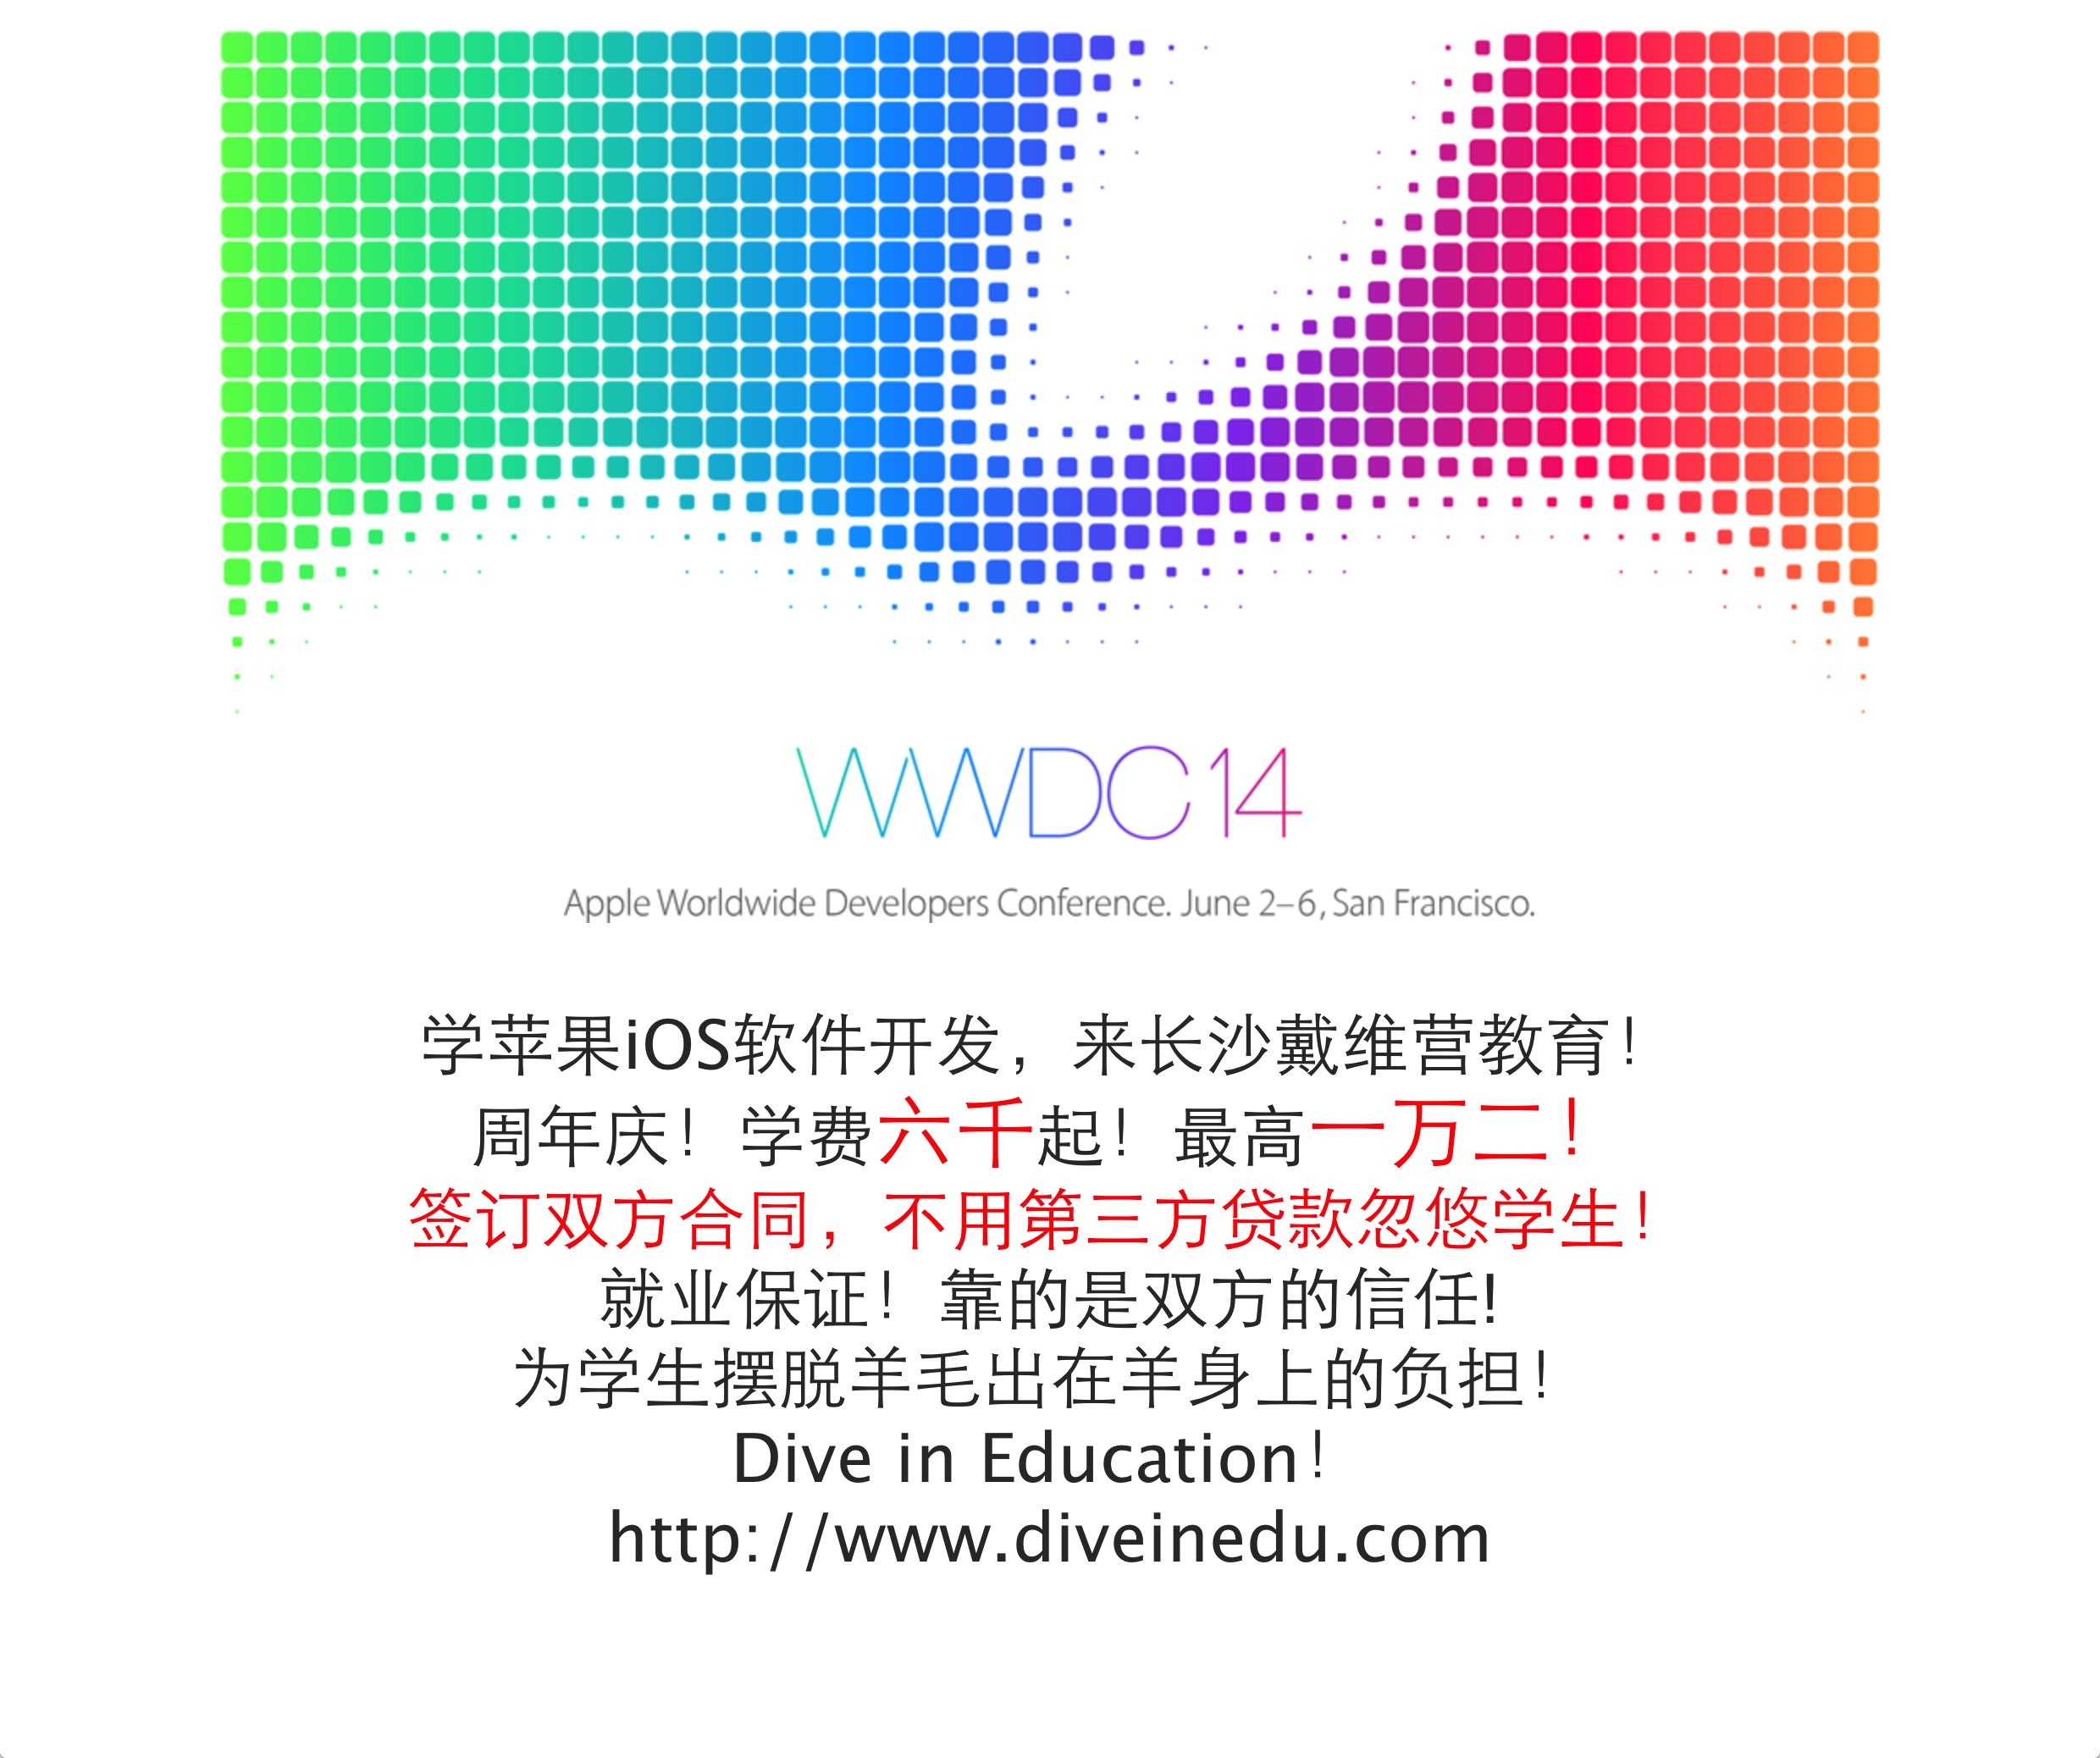 WWDC14
Apple Worldwide Developers Conference. June 2–6, San Francisco.
学苹果iOS软件开发，来长沙戴维营教育！
周年庆！学费六千起！最高一万二！
签订双方合同，不用第三方贷款忽悠学生！
就业保证！靠的是双方的信任！
为学生摆脱羊毛出在羊身上的负担！
Dive in Education！
http://www.diveinedu.com